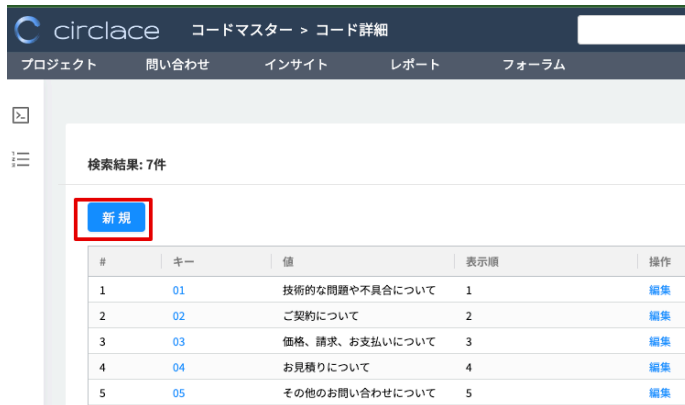 circlace コードマスター > コード詳細
プロジェクト 問い合わせ インサイト レポート フォーラム
検索結果: 7件
新規
# キー 値 表示順 操作
1 01 技術的な問題や不具合について 1 編集
2 02 ご契約について 2 編集
3 03 価格、請求、お支払いについて 3 編集
4 04 お見積りについて 4 編集
5 05 その他のお問い合わせについて 5 編集